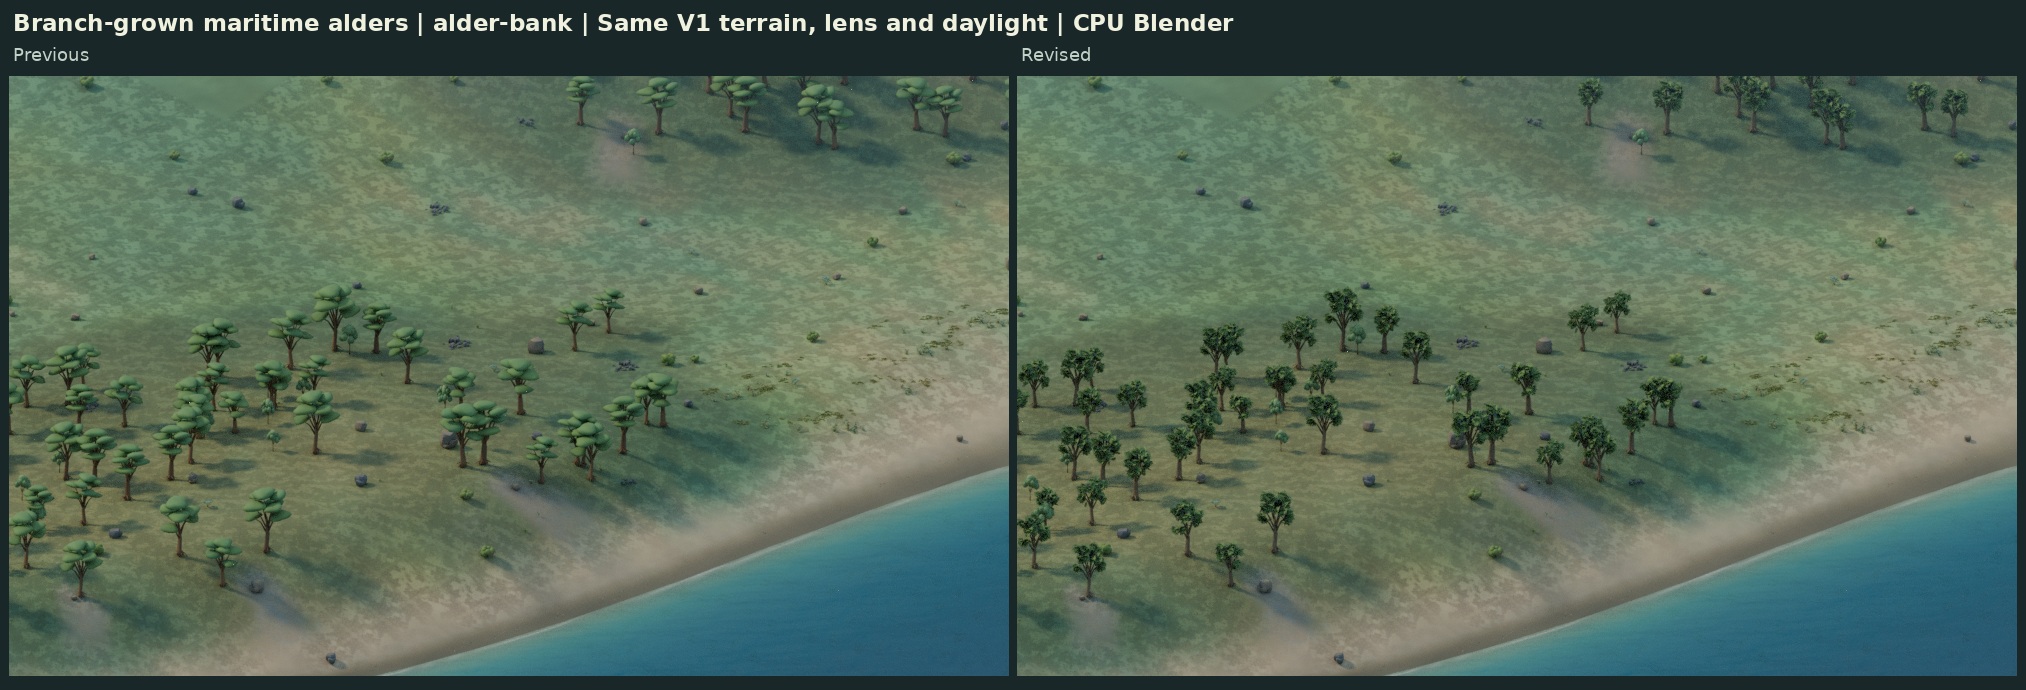 Branch-grown maritime alders | alder-bank | Same V1 terrain, lens and daylight | CPU Blender
Previous
Revised